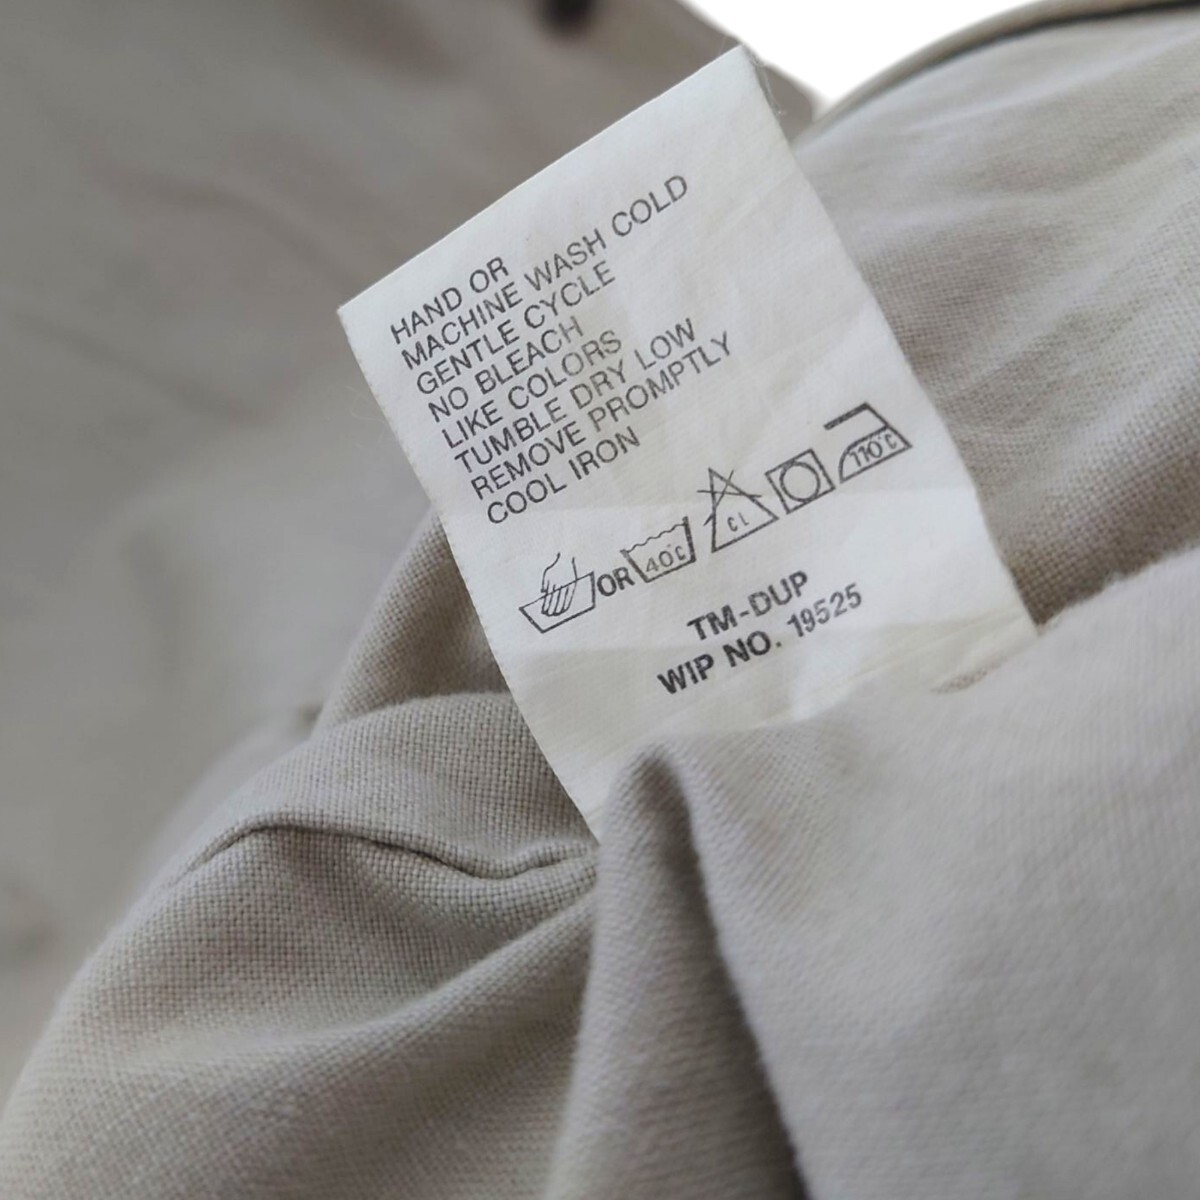 HAND OR
MACHINE WASH COLD
GENTLE CYCLE
NO BLEACH
LIKE COLORS
TUMBLE DRY LOW
REMOVE PROMPTLY
COOL IRON
OR 40°C CL 110°C
TM-DUP
WIP NO. 19525